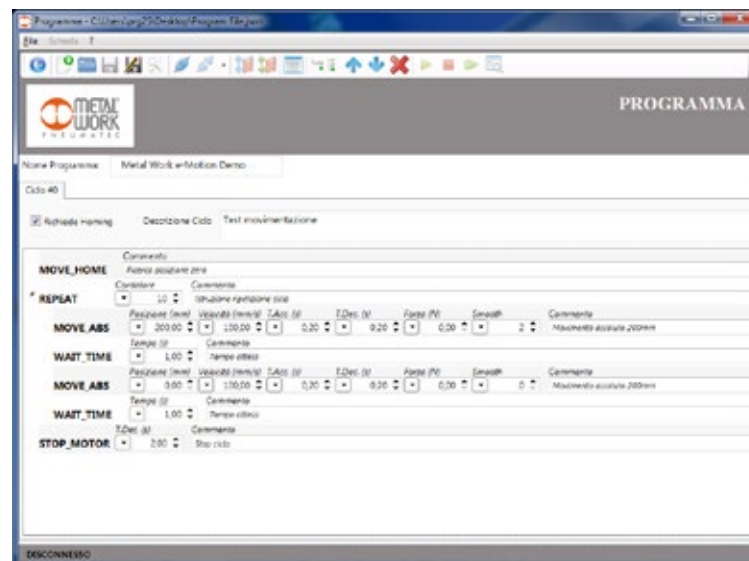 Programma - C:\Users\prg25\Desktop\Program File.json
File Scheda ?
METAL WORK
PNEUMATIC
PROGRAMMA
Nome Programma: Metal Work e-Motion Demo
Ciclo #0
Richiede Homing Descrizione Ciclo Test movimentazione
Commento
MOVE_HOME Ricerca posizione zero
Contatore Commento
REPEAT 10 Istruzione ripetizione ciclo
Posizione (mm) Velocità (mm/s) T.Acc. (s) T.Dec. (s) Forza (N) Smooth Commento
MOVE_ABS 200,00 100,00 0,20 0,20 0,00 2 Movimento assoluto 200mm
Tempo (s) Commento
WAIT_TIME 1,00 Tempo attesa
Posizione (mm) Velocità (mm/s) T.Acc. (s) T.Dec. (s) Forza (N) Smooth Commento
MOVE_ABS 0,00 100,00 0,20 0,20 0,00 0 Movimento assoluto 200mm
Tempo (s) Commento
WAIT_TIME 1,00 Tempo attesa
T.Dec. (s) Commento
STOP_MOTOR 2,00 Stop ciclo
DISCONNESSO